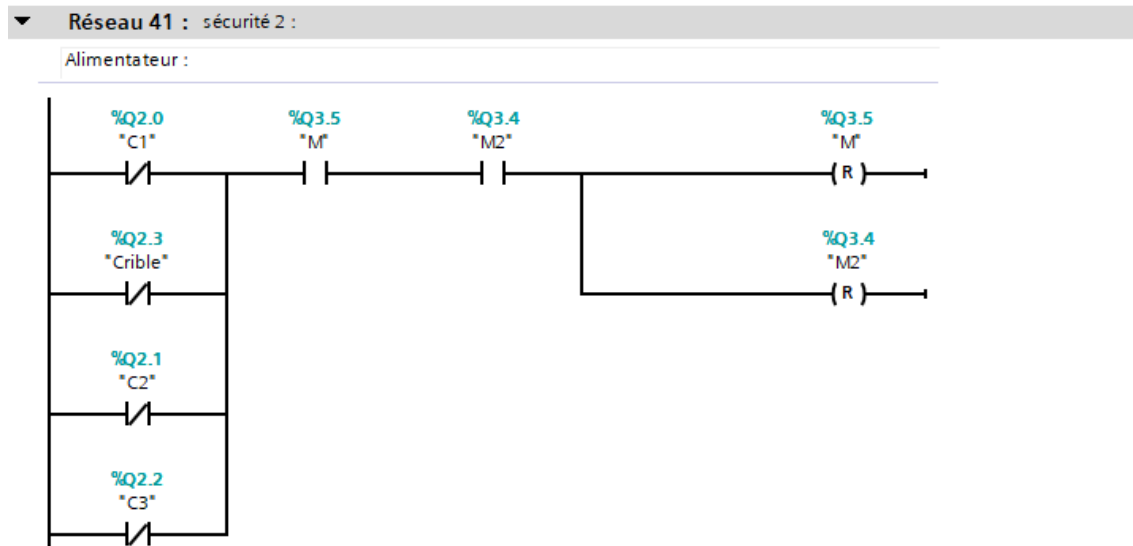 Réseau 41 : sécurité 2 :
Alimentateur :
%Q2.0 %Q3.5 %Q3.4 %Q3.5
"C1" "M" "M2" "M"
( R )
%Q2.3 %Q3.4
"Crible" "M2"
( R )
%Q2.1
"C2"
%Q2.2
"C3"